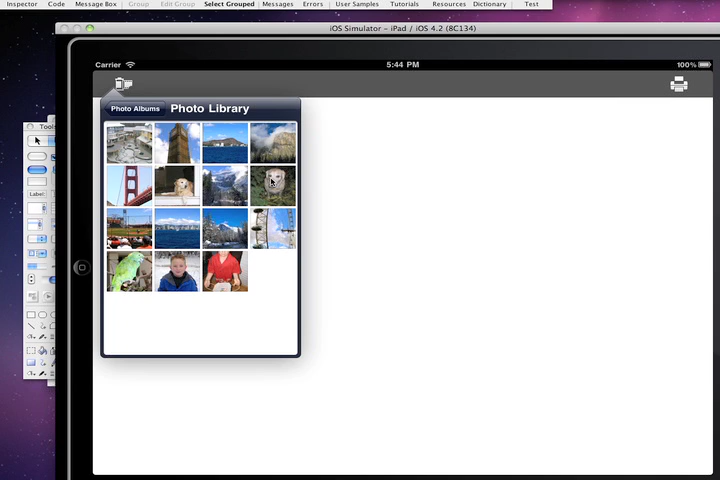 Inspector Code Message Box Group Edit Group Select Grouped Messages Errors User Samples Tutorials Resources Dictionary Test
iOS Simulator - iPad / iOS 4.2 (8C134)
Carrier 5:44 PM 100%
Photo Albums Photo Library
Tools
Label: